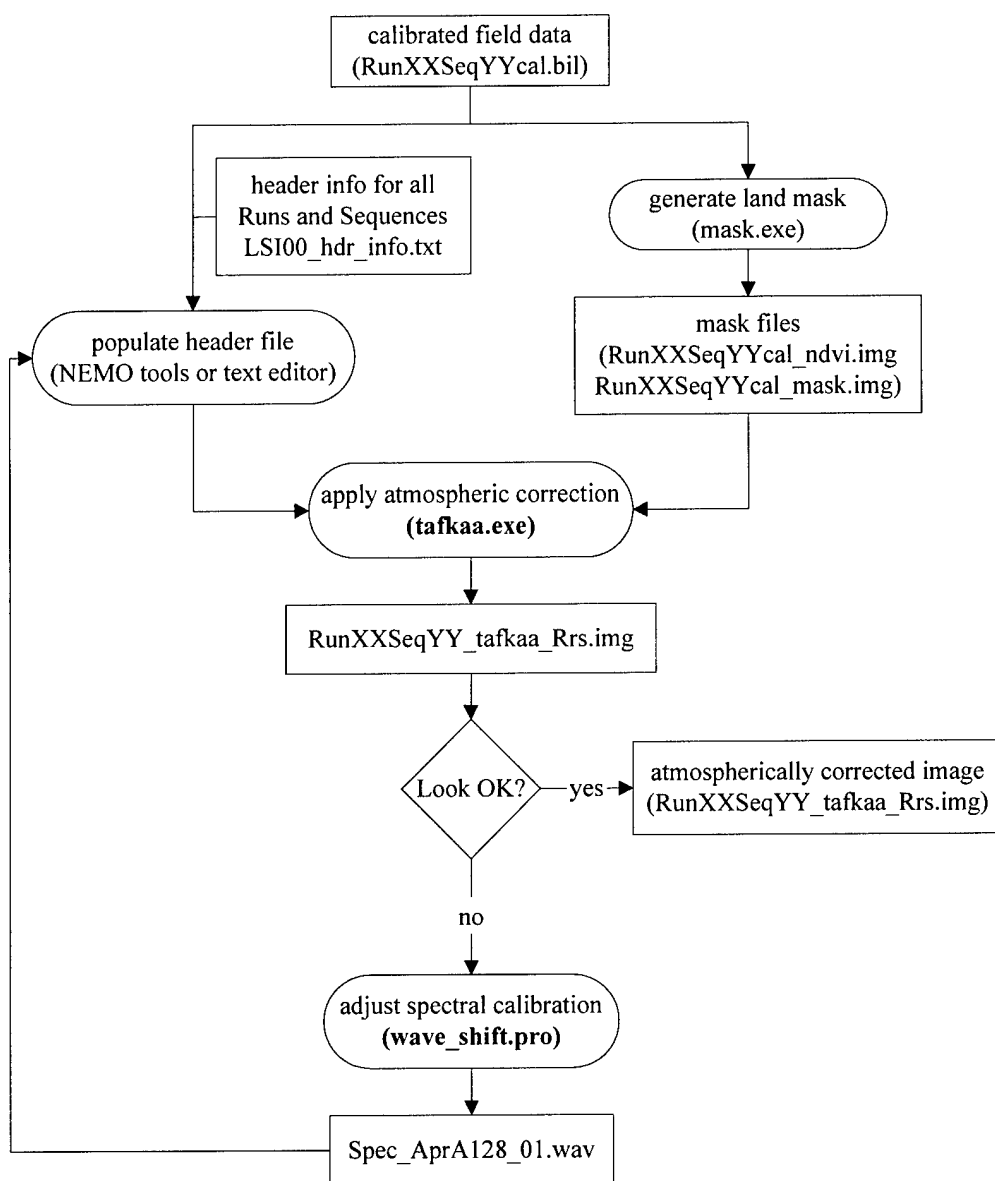 calibrated field data
(RunXXSeqYYcal.bil)
header info for all
Runs and Sequences
LSI00_hdr_info.txt
generate land mask
(mask.exe)
populate header file
(NEMO tools or text editor)
mask files
(RunXXSeqYYcal_ndvi.img
RunXXSeqYYcal_mask.img)
apply atmospheric correction
(tafkaa.exe)
RunXXSeqYY_tafkaa_Rrs.img
Look OK?
yes
atmospherically corrected image
(RunXXSeqYY_tafkaa_Rrs.img)
no
adjust spectral calibration
(wave_shift.pro)
Spec_AprA128_01.wav